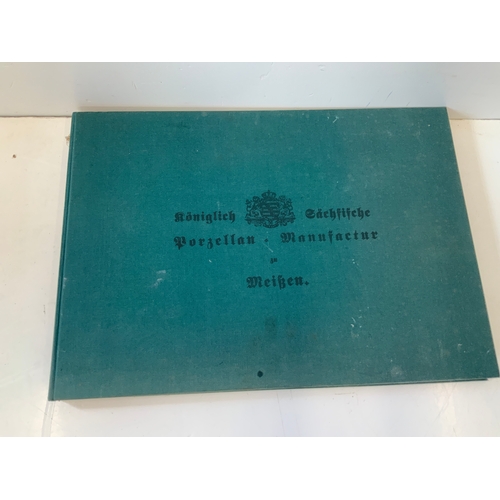 Königlich Sächsische
Porzellan - Manufactur
zu
Meißen.